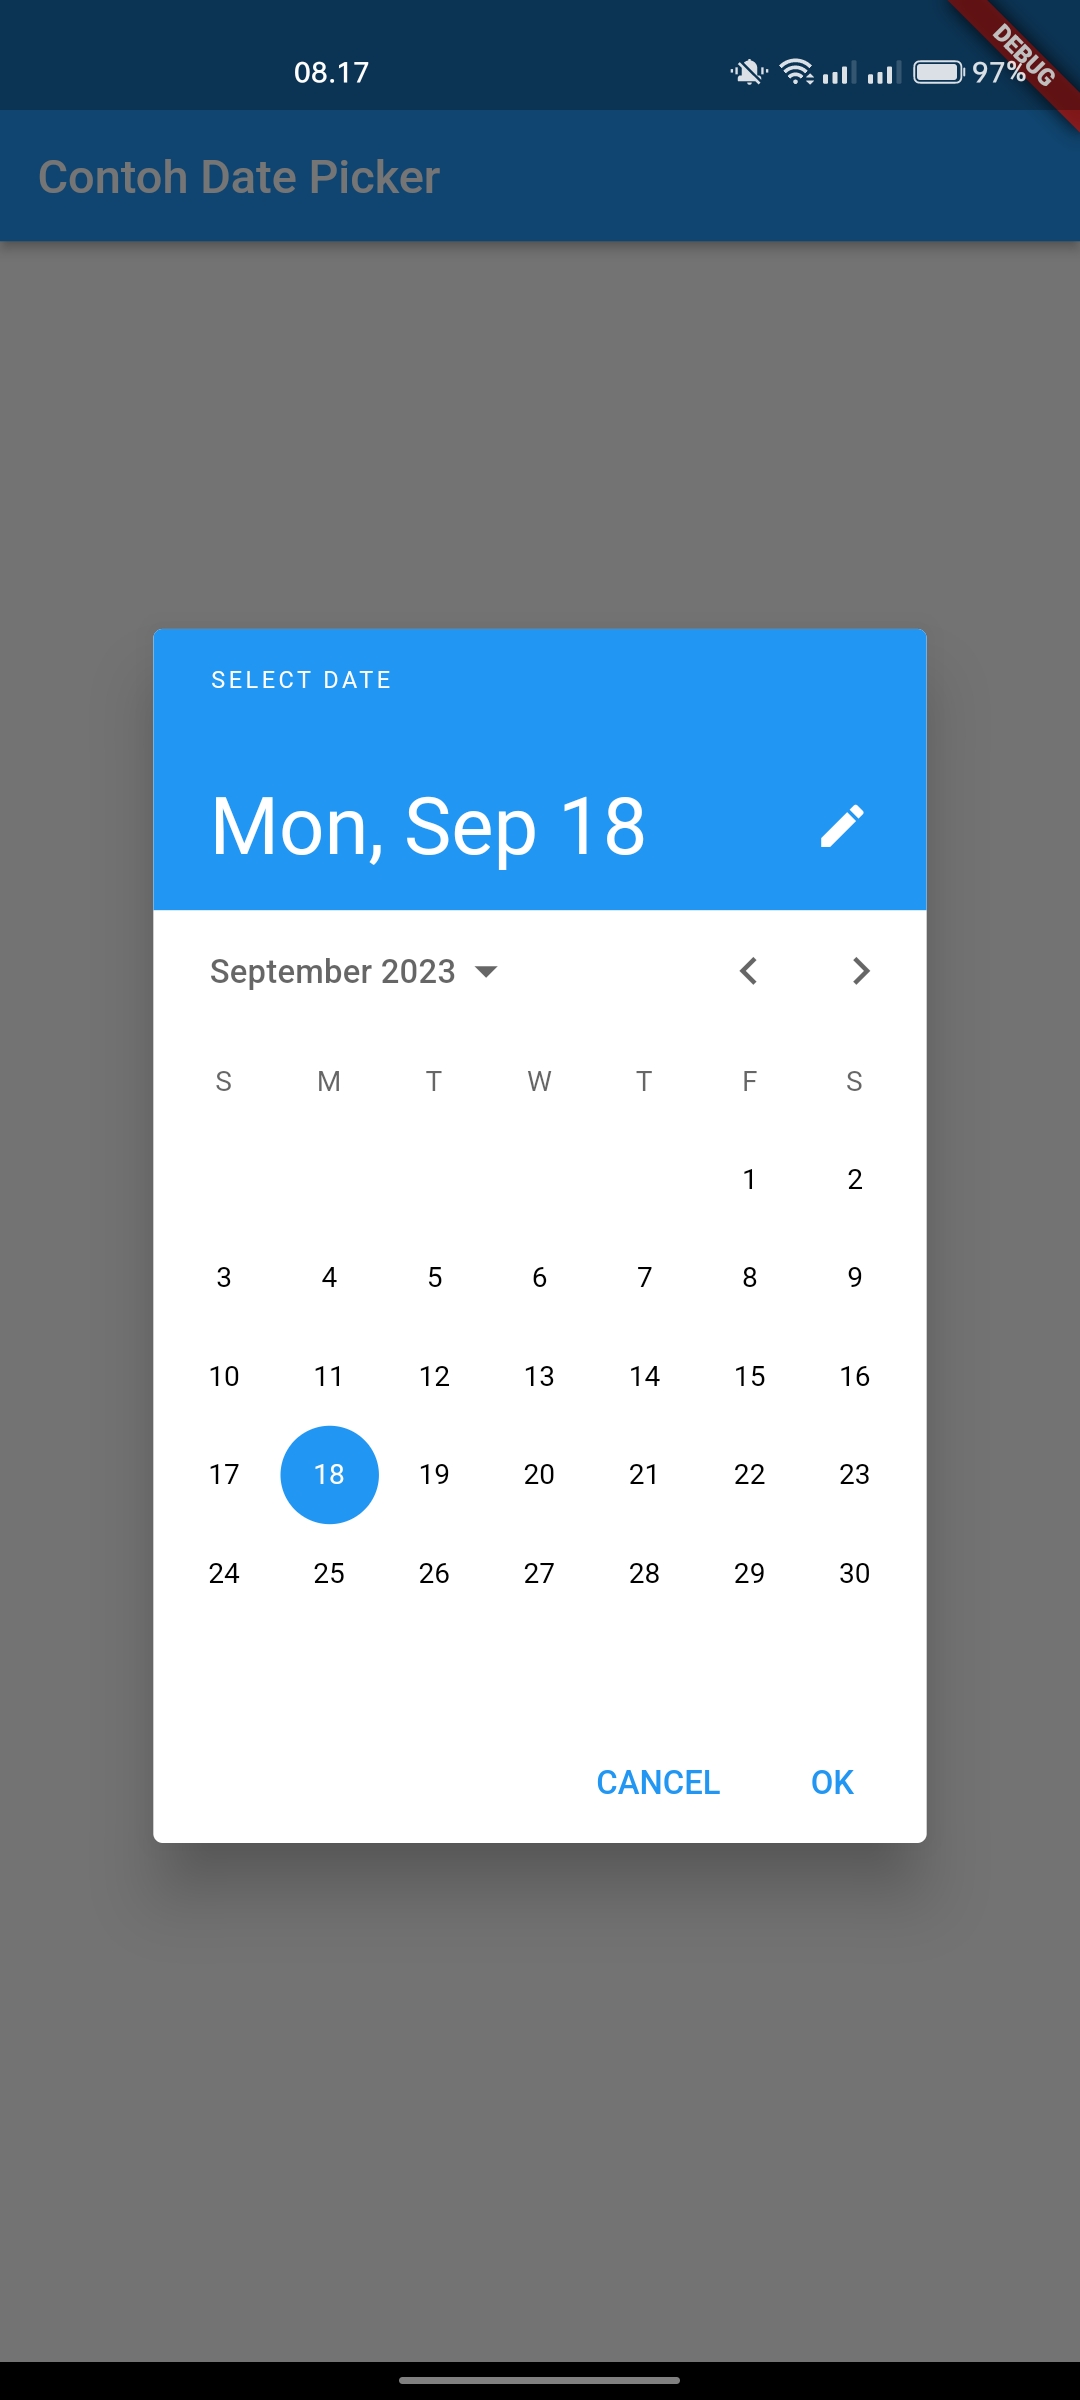 08.17 97%
DEBUG
Contoh Date Picker
SELECT DATE
Mon, Sep 18
September 2023
S M T W T F S
1 2
3 4 5 6 7 8 9
10 11 12 13 14 15 16
17 18 19 20 21 22 23
24 25 26 27 28 29 30
CANCEL OK